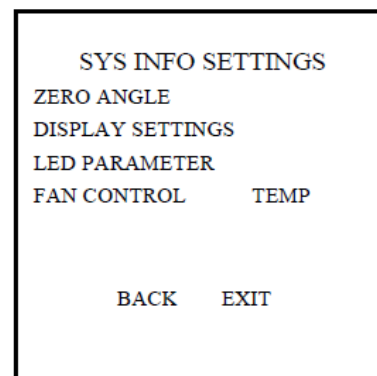 SYS INFO SETTINGS
ZERO ANGLE
DISPLAY SETTINGS
LED PARAMETER
FAN CONTROL TEMP
BACK EXIT